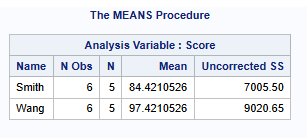 The MEANS Procedure
Analysis Variable : Score
Name N Obs N Mean Uncorrected SS
Smith 6 5 84.4210526 7005.50
Wang 6 5 97.4210526 9020.65